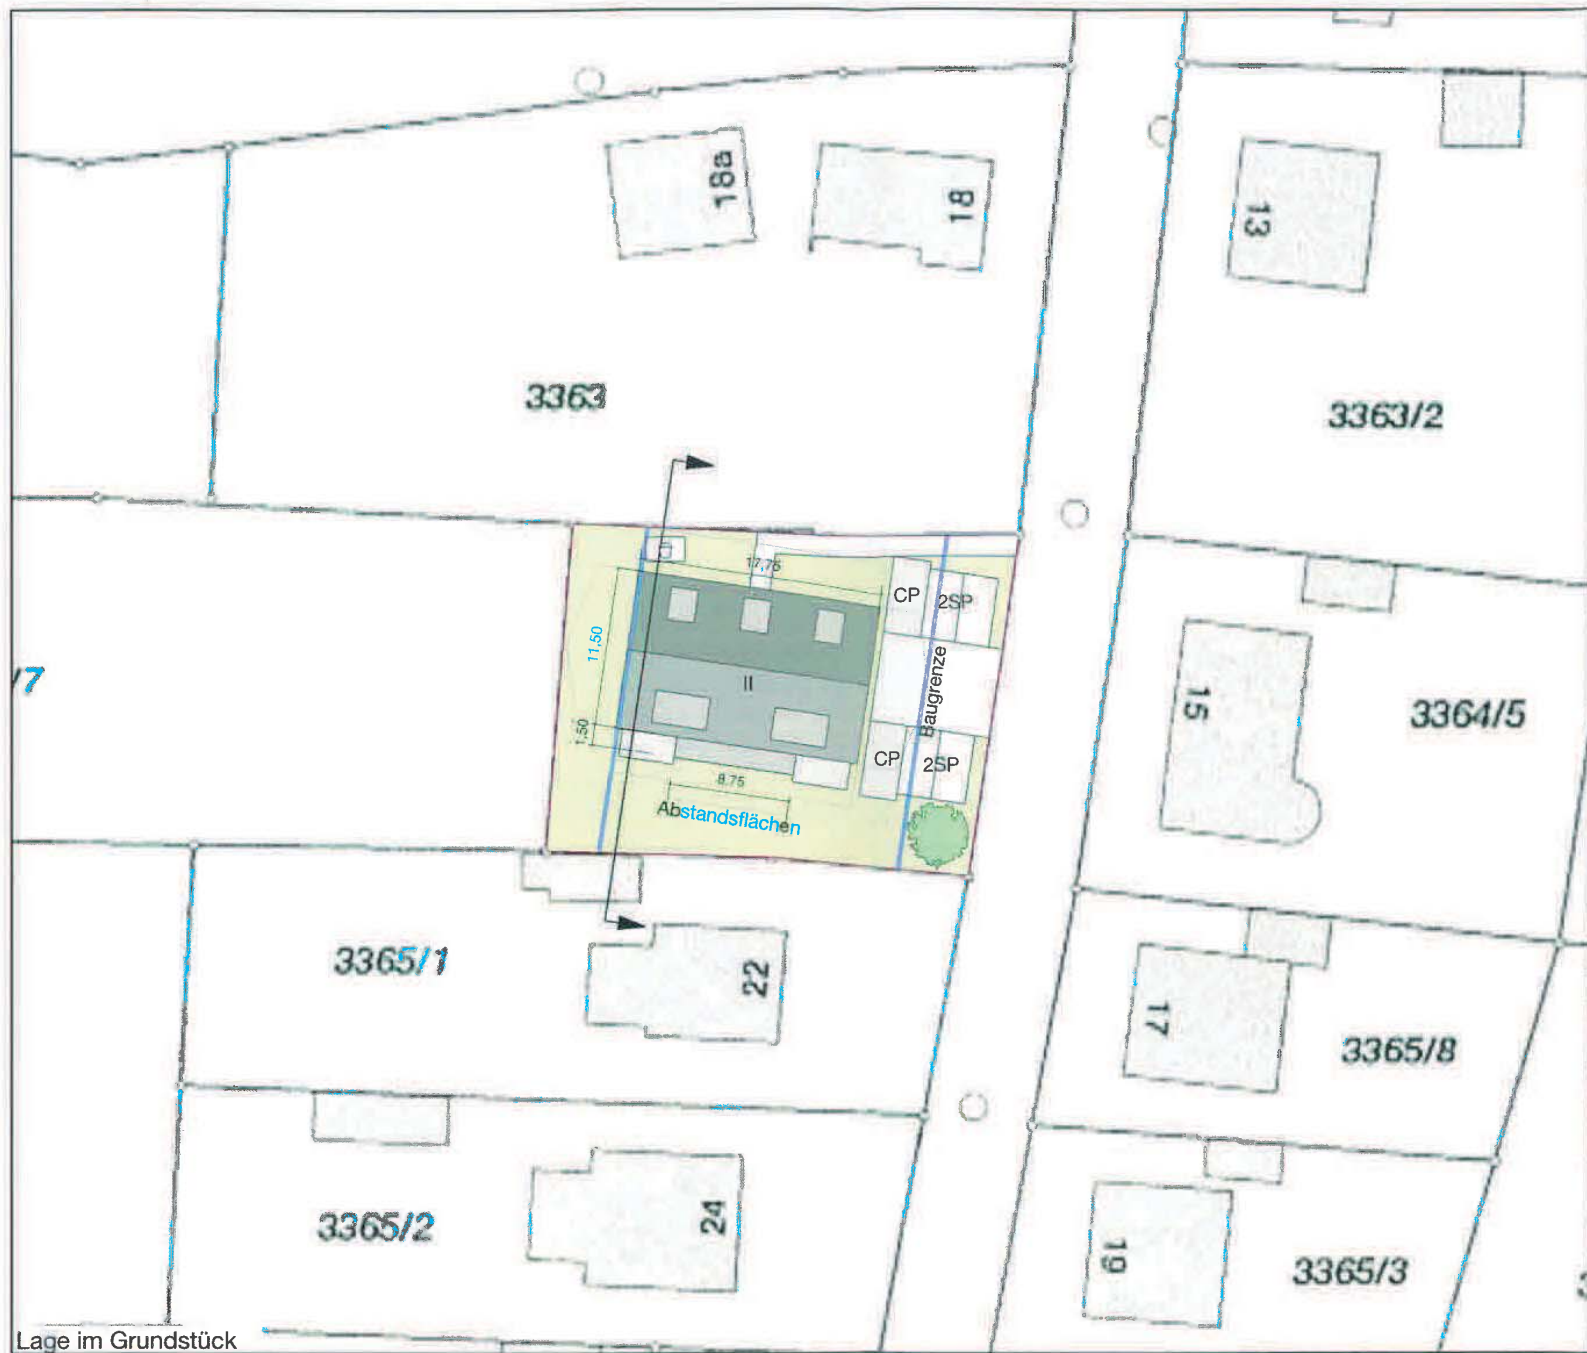 18a
18
13
3363
3363/2
17,75
CP
2SP
11,50
/7
II
Baugrenze
15
3364/5
1,50
CP
2SP
8.75
Abstandsflächen
3365/1
22
17
3365/8
3365/2
24
19
3365/3
Lage im Grundstück